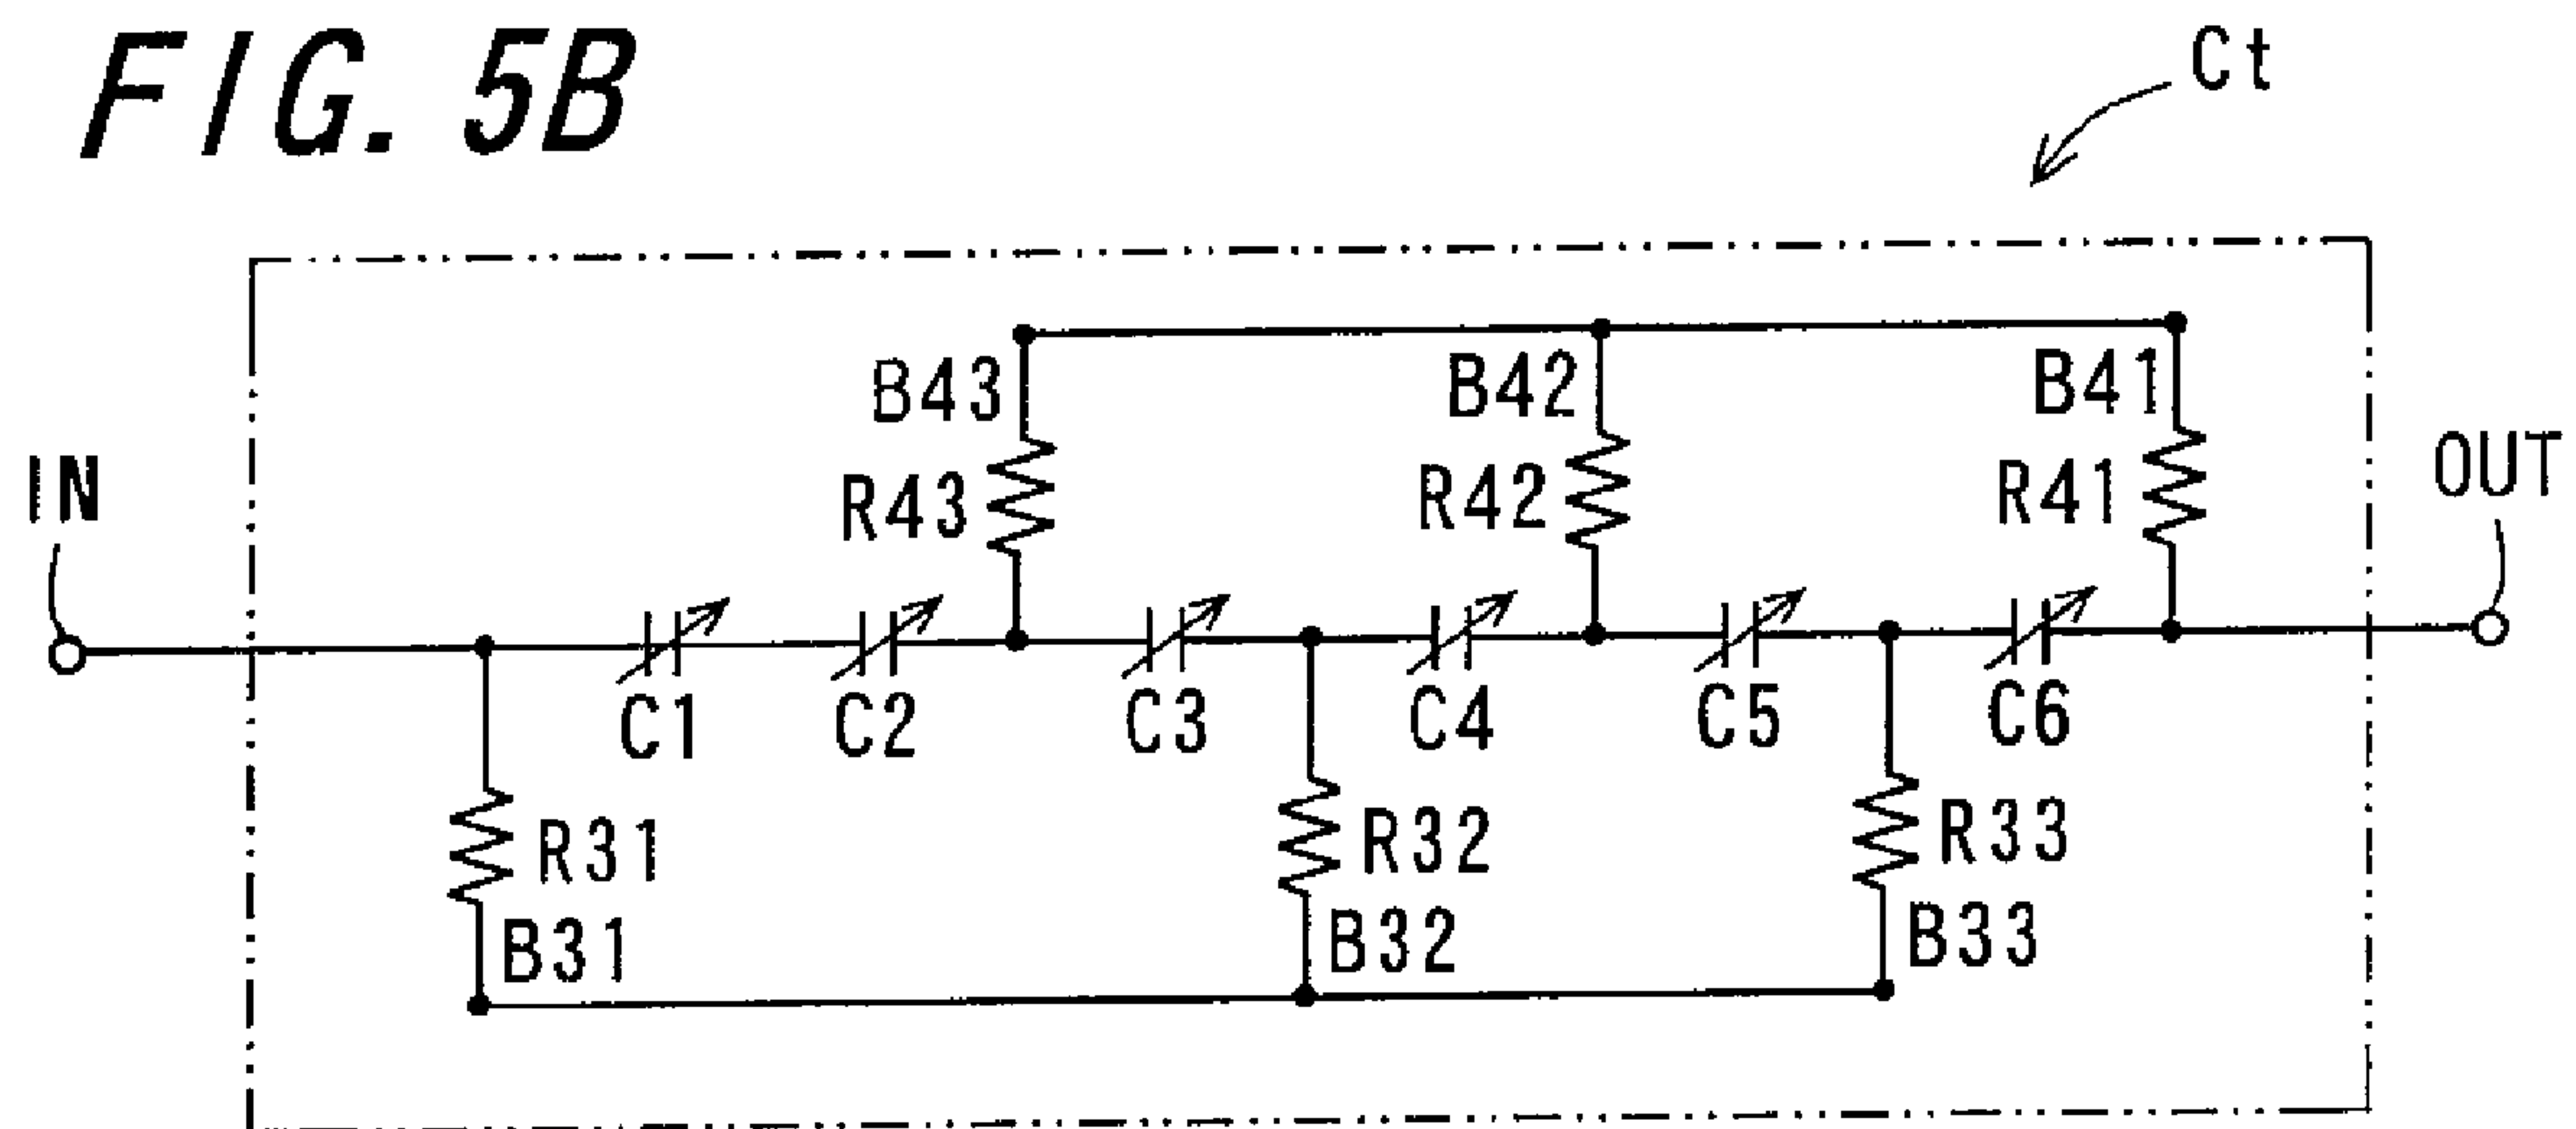 FIG. 5B
Ct
B43
B42
B41
IN
R43
R42
R41
OUT
C1
C2
C3
C4
C5
C6
R31
R32
R33
B31
B32
B33